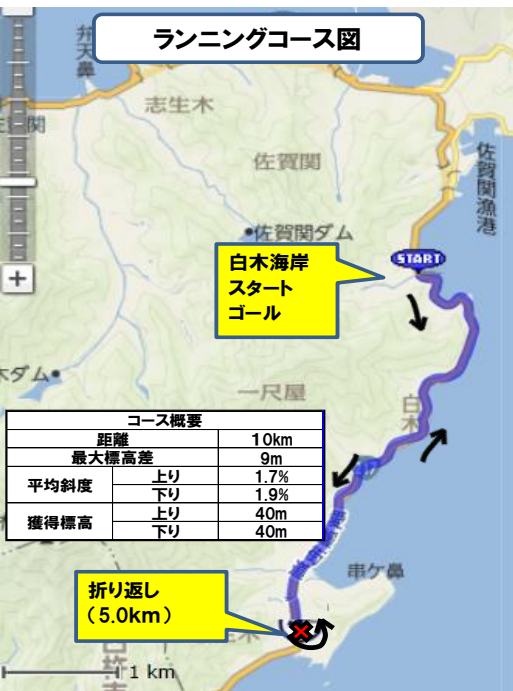 ランニングコース図
弁天鼻
志生木
佐賀関
佐賀関漁港
佐賀関ダム
START
白木海岸
スタート
ゴール
一尺屋
白木
コース概要
距離 10km
最大標高差 9m
平均斜度 上り 1.7%
下り 1.9%
獲得標高 上り 40m
下り 40m
串ケ鼻
折り返し
（5.0km）
1 km